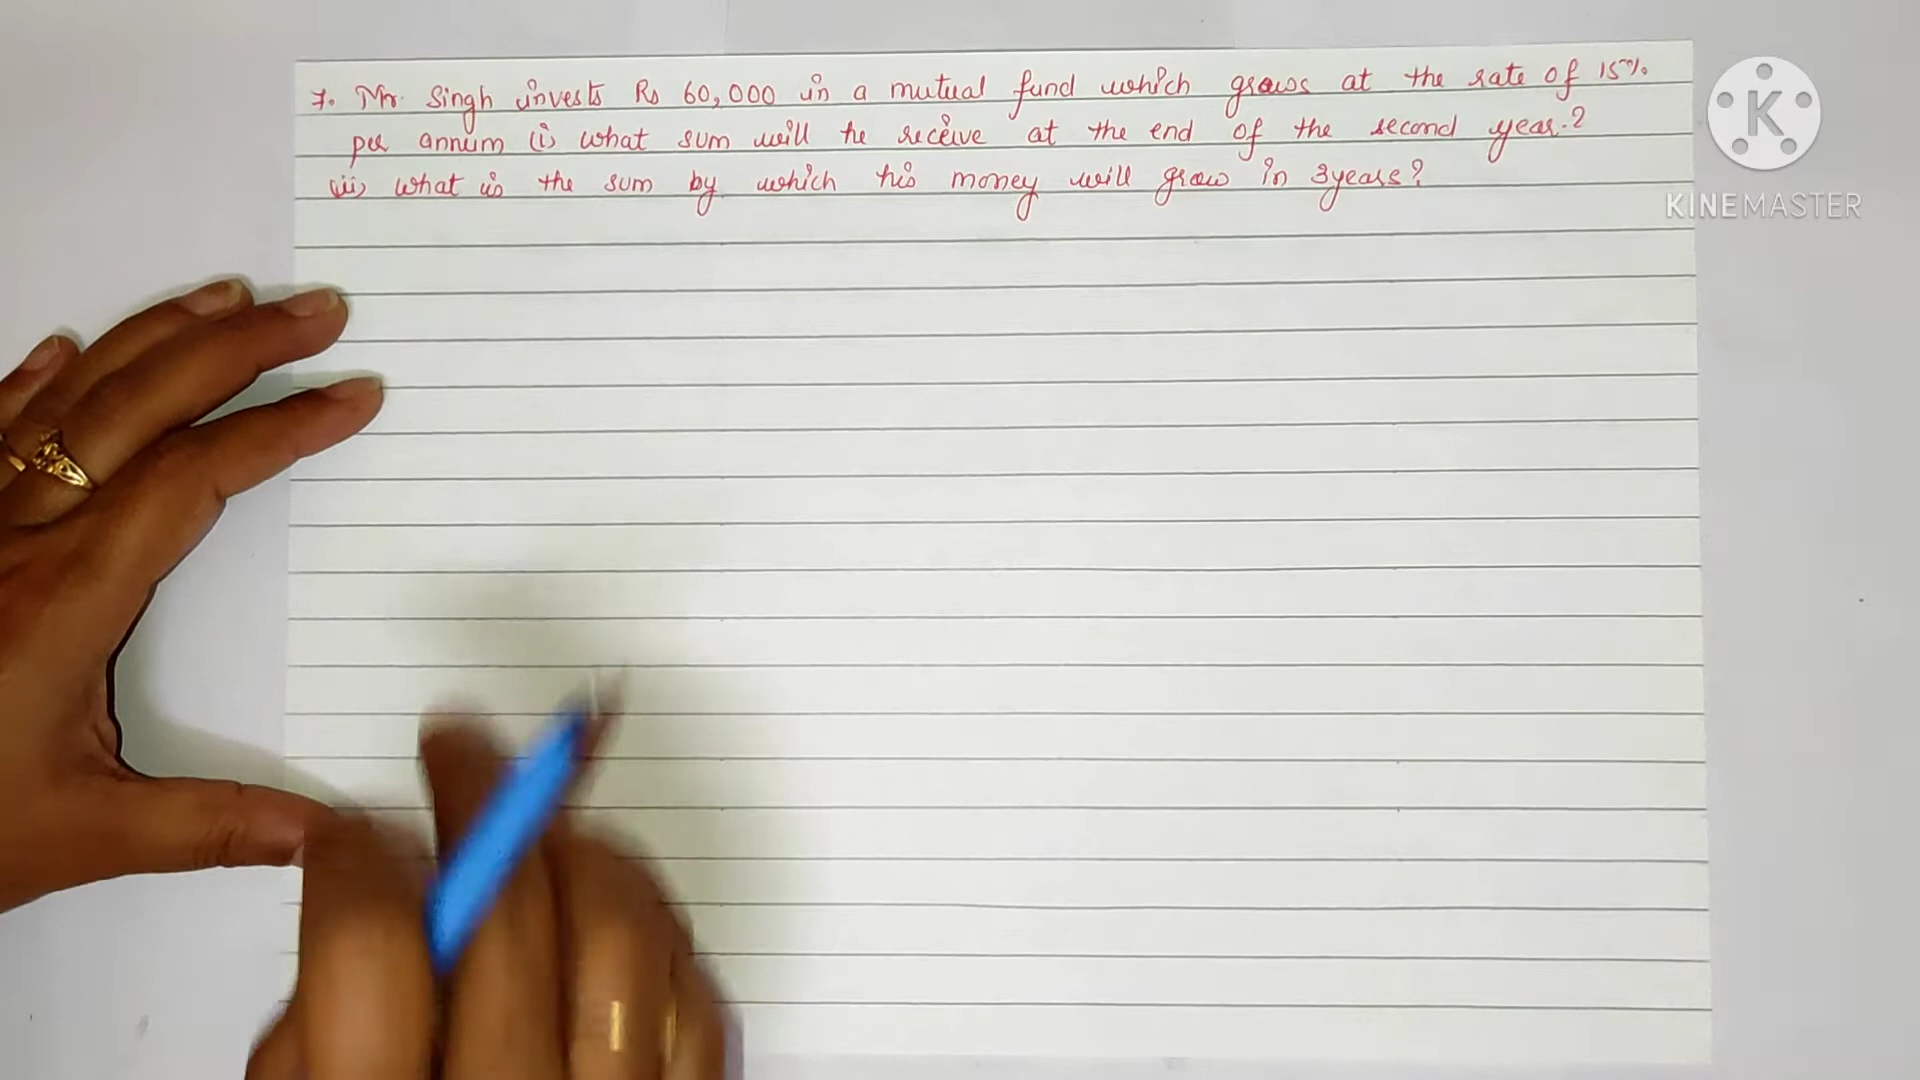 7. Mr. Singh invests Rs 60,000 in a mutual fund which grows at the rate of 15%
per annum (i) what sum will he receive at the end of the second year.?
(ii) what is the sum by which his money will grow in 3years?
K
KINEMASTER